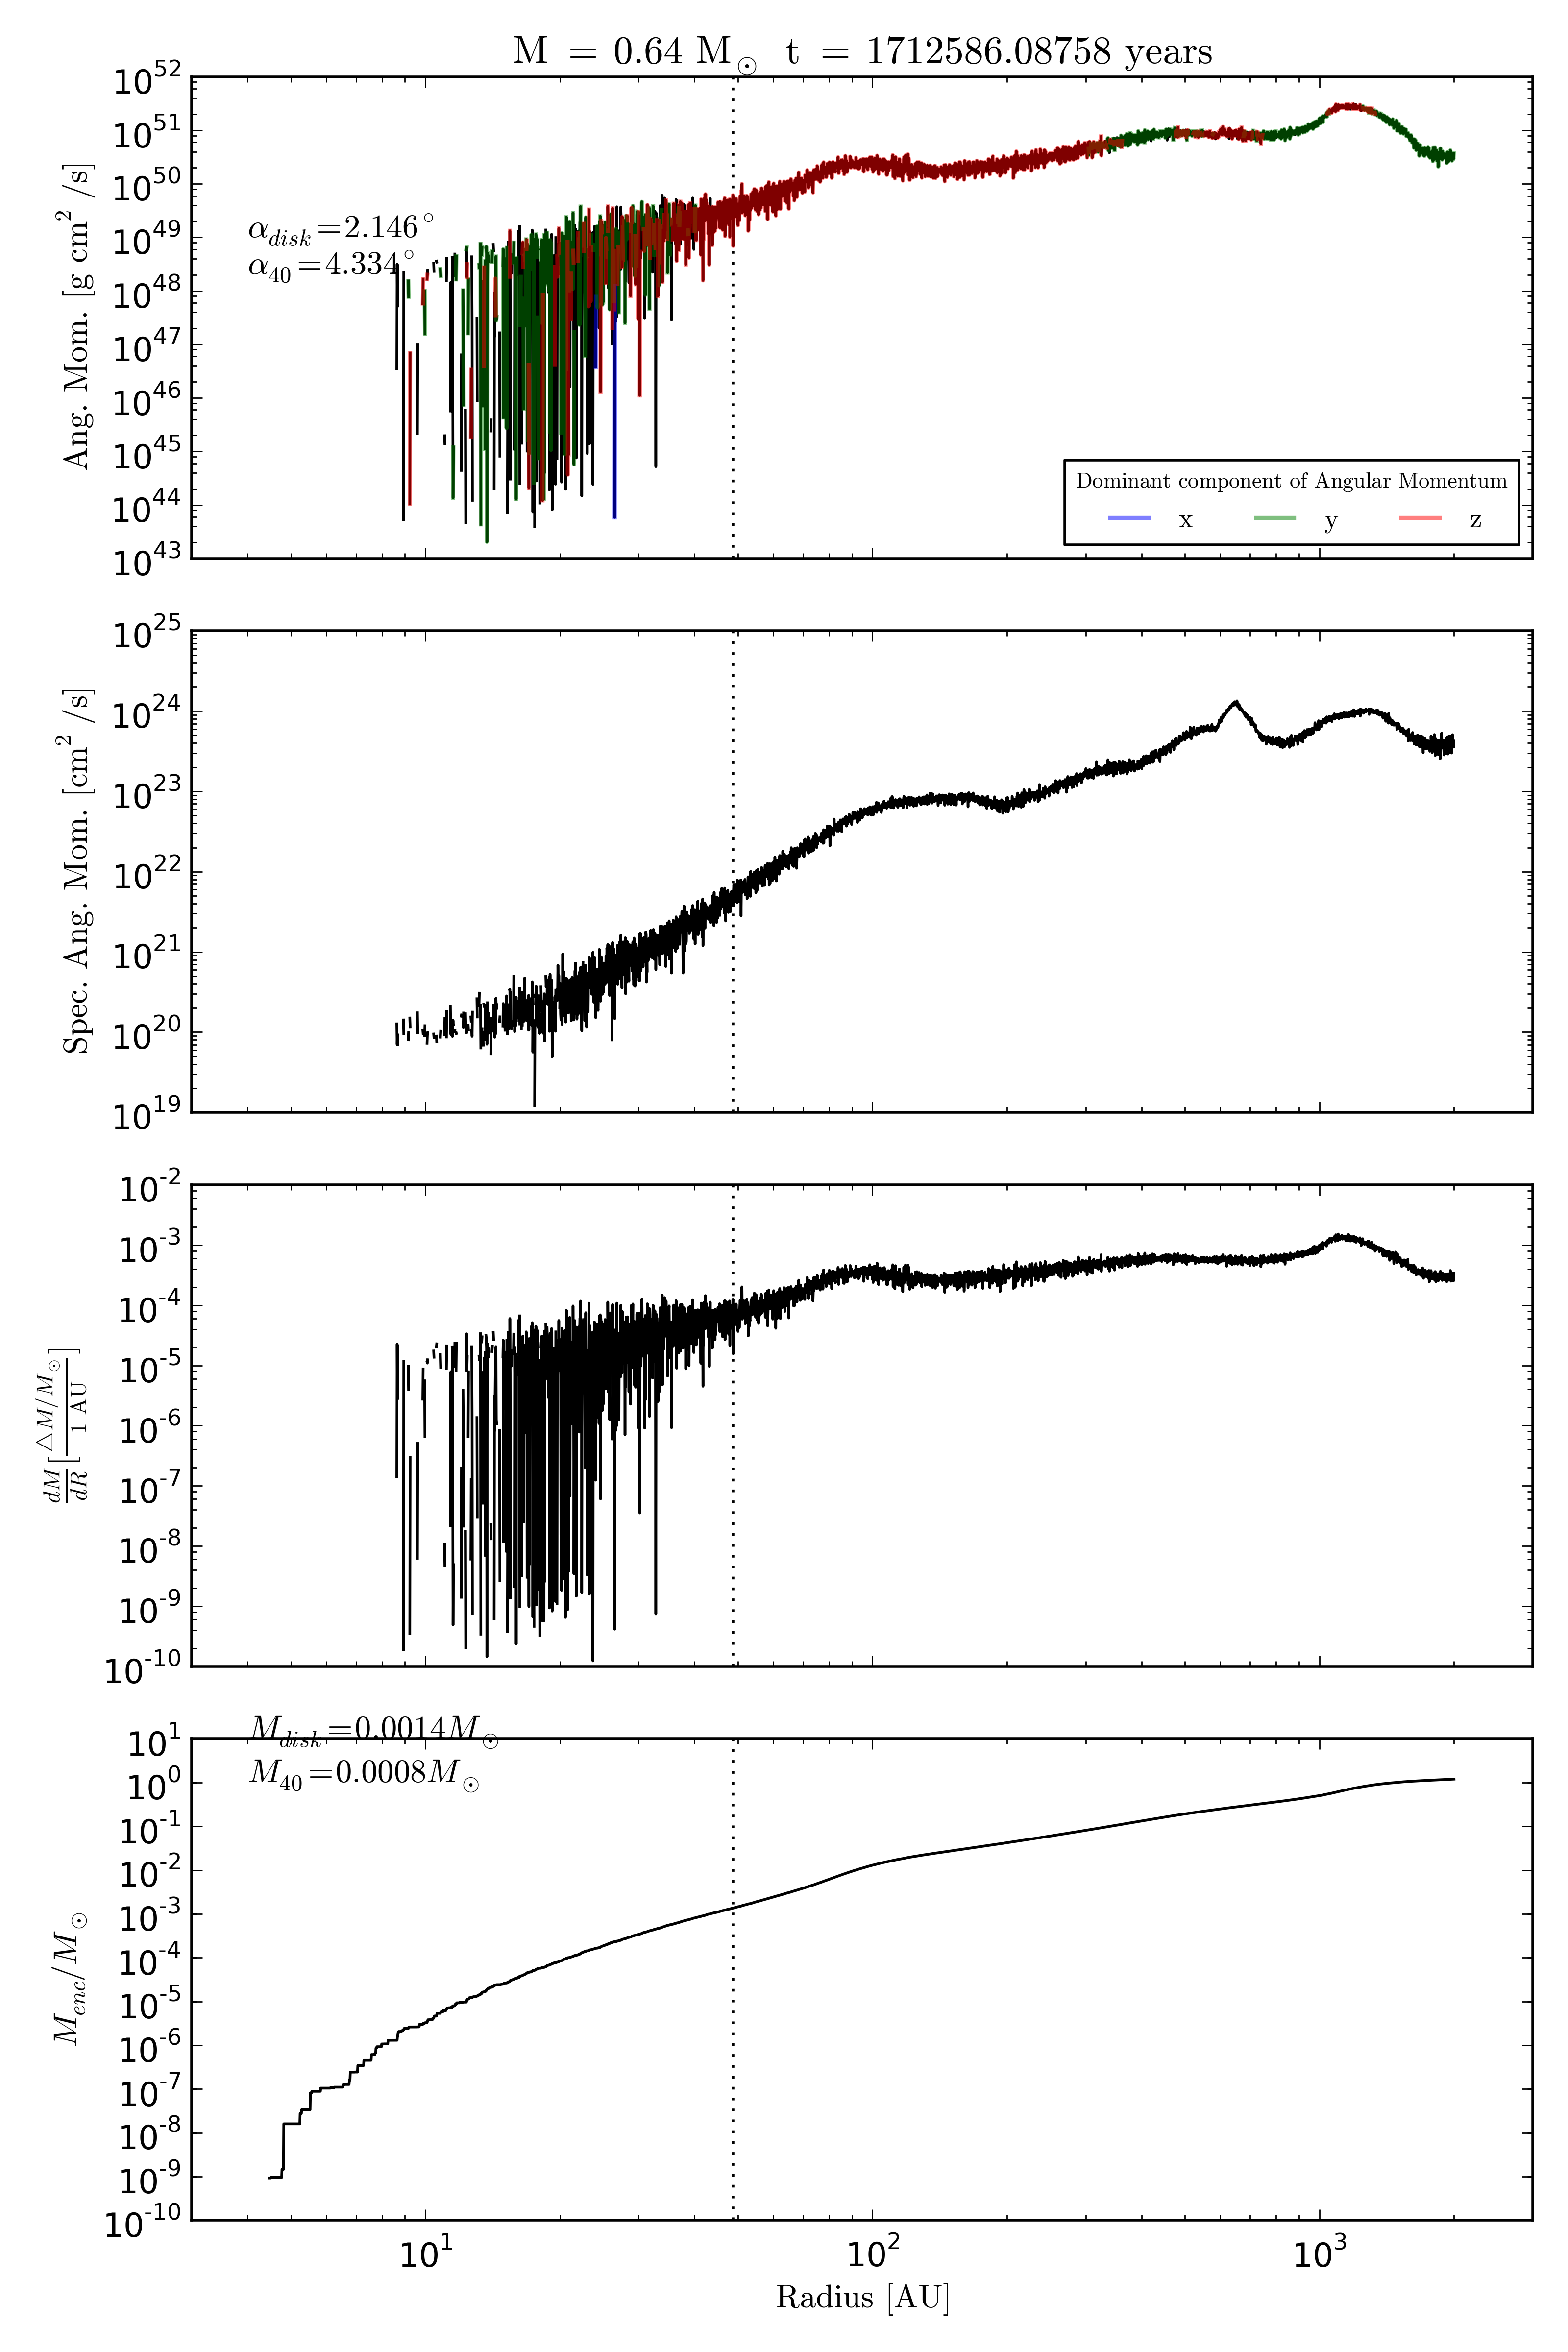 M = 0.64 M⊙ t = 1712586.08758 years
10^52
10^51
10^50
10^49
10^48
10^47
10^46
10^45
10^44
10^43
Ang. Mom. [g cm^2 /s]
α_disk = 2.146°
α_40 = 4.334°
Dominant component of Angular Momentum
x y z
10^25
10^24
10^23
10^22
10^21
10^20
10^19
Spec. Ang. Mom. [cm^2 /s]
10^-2
10^-3
10^-4
10^-5
10^-6
10^-7
10^-8
10^-9
10^-10
dM/dR [△M/M⊙ / 1 AU]
M_disk = 0.0014M⊙
M_40 = 0.0008M⊙
10^1
10^0
10^-1
10^-2
10^-3
10^-4
10^-5
10^-6
10^-7
10^-8
10^-9
10^-10
M_enc/M⊙
10^1 10^2 10^3
Radius [AU]